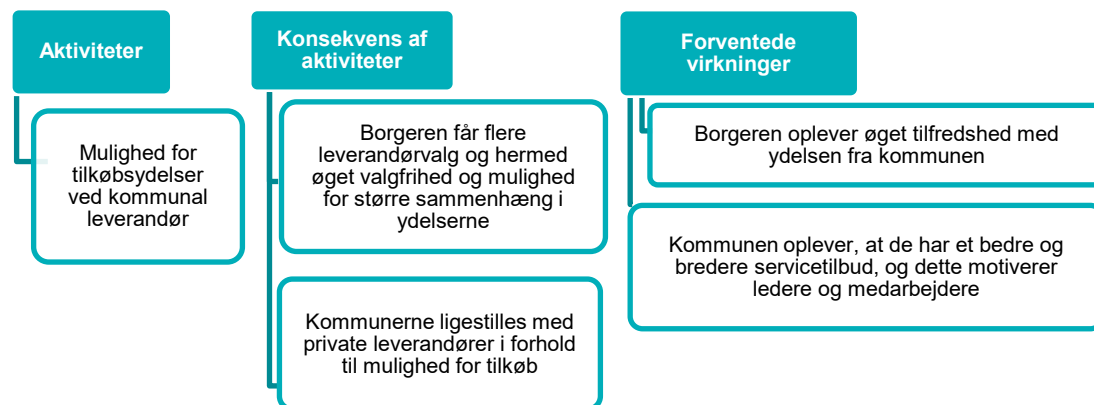 Aktiviteter
Mulighed for
tilkøbsydelser
ved kommunal
leverandør
Konsekvens af
aktiviteter
Borgeren får flere
leverandørvalg og hermed
øget valgfrihed og mulighed
for større sammenhæng i
ydelserne
Kommunerne ligestilles med
private leverandører i forhold
til mulighed for tilkøb
Forventede
virkninger
Borgeren oplever øget tilfredshed med
ydelsen fra kommunen
Kommunen oplever, at de har et bedre og
bredere servicetilbud, og dette motiverer
ledere og medarbejdere